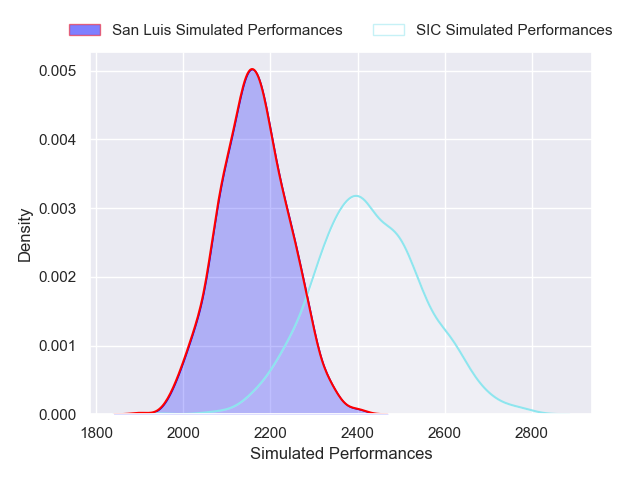 San Luis Simulated Performances SIC Simulated Performances
0.005
0.004
0.003
0.002
0.001
0.000
Density
1800 2000 2200 2400 2600 2800
Simulated Performances